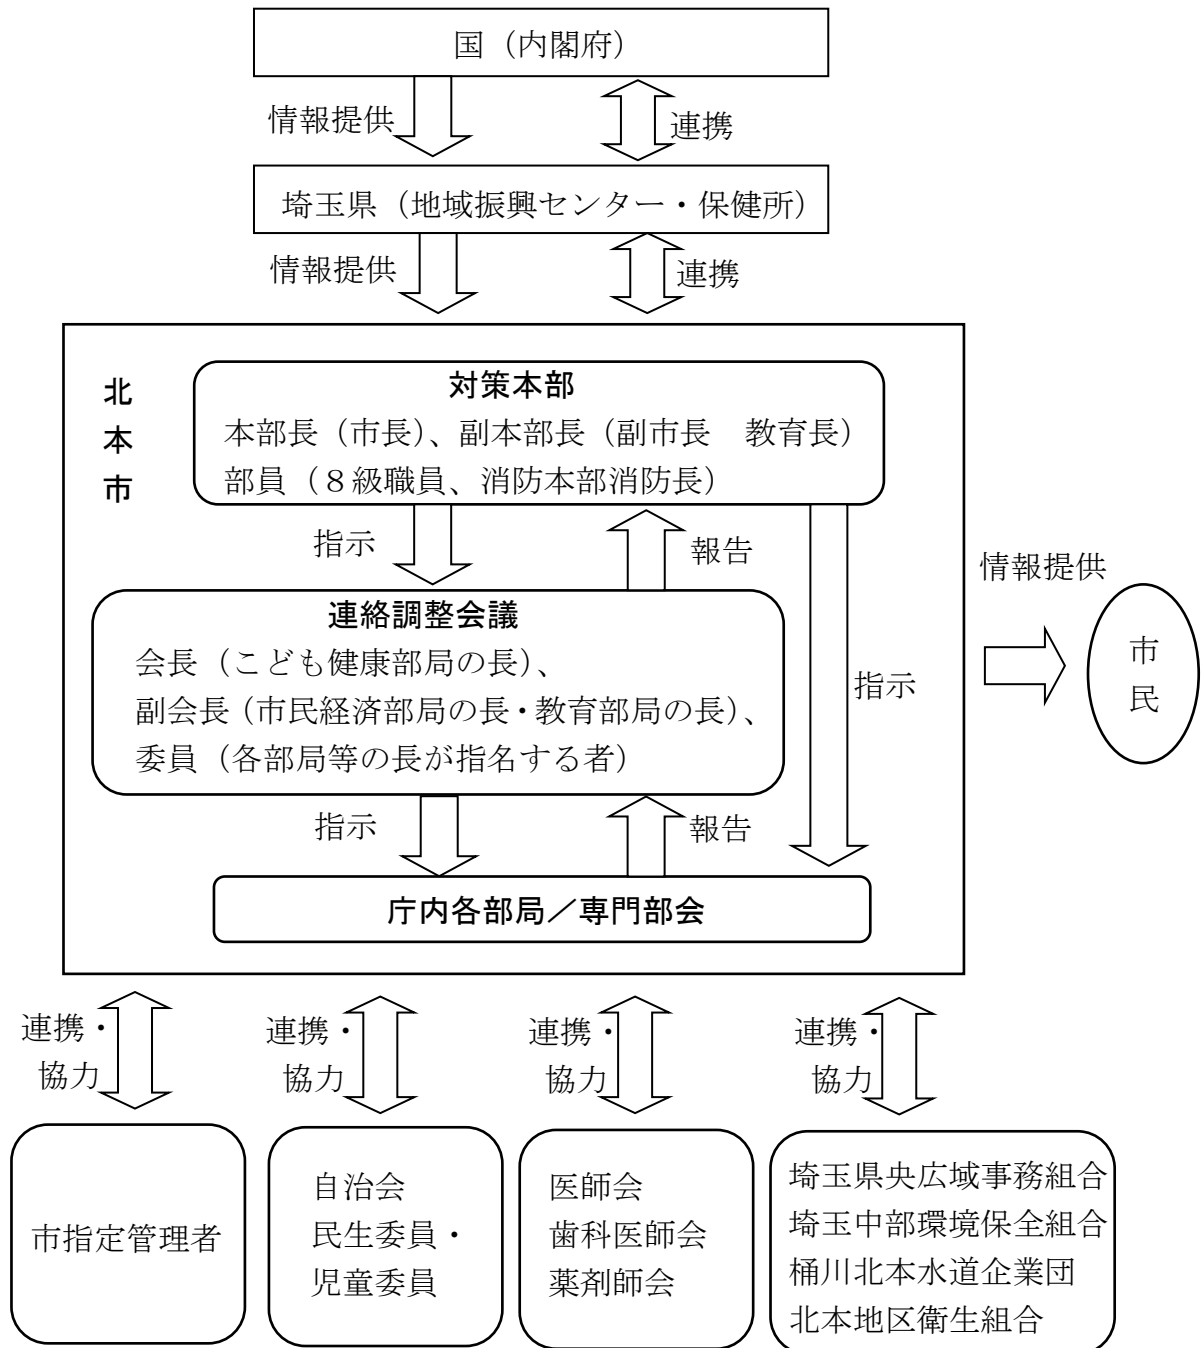 国（内閣府）
情報提供
連携
埼玉県（地域振興センター・保健所）
情報提供
連携
北本市
対策本部
本部長（市長）、副本部長（副市長　教育長）
部員（８級職員、消防本部消防長）
指示
報告
指示
連絡調整会議
会長（こども健康部局の長）、
副会長（市民経済部局の長・教育部局の長）、
委員（各部局等の長が指名する者）
指示
報告
庁内各部局／専門部会
情報提供
市民
連携・
協力
連携・
協力
連携・
協力
連携・
協力
市指定管理者
自治会
民生委員・
児童委員
医師会
歯科医師会
薬剤師会
埼玉県央広域事務組合
埼玉中部環境保全組合
桶川北本水道企業団
北本地区衛生組合